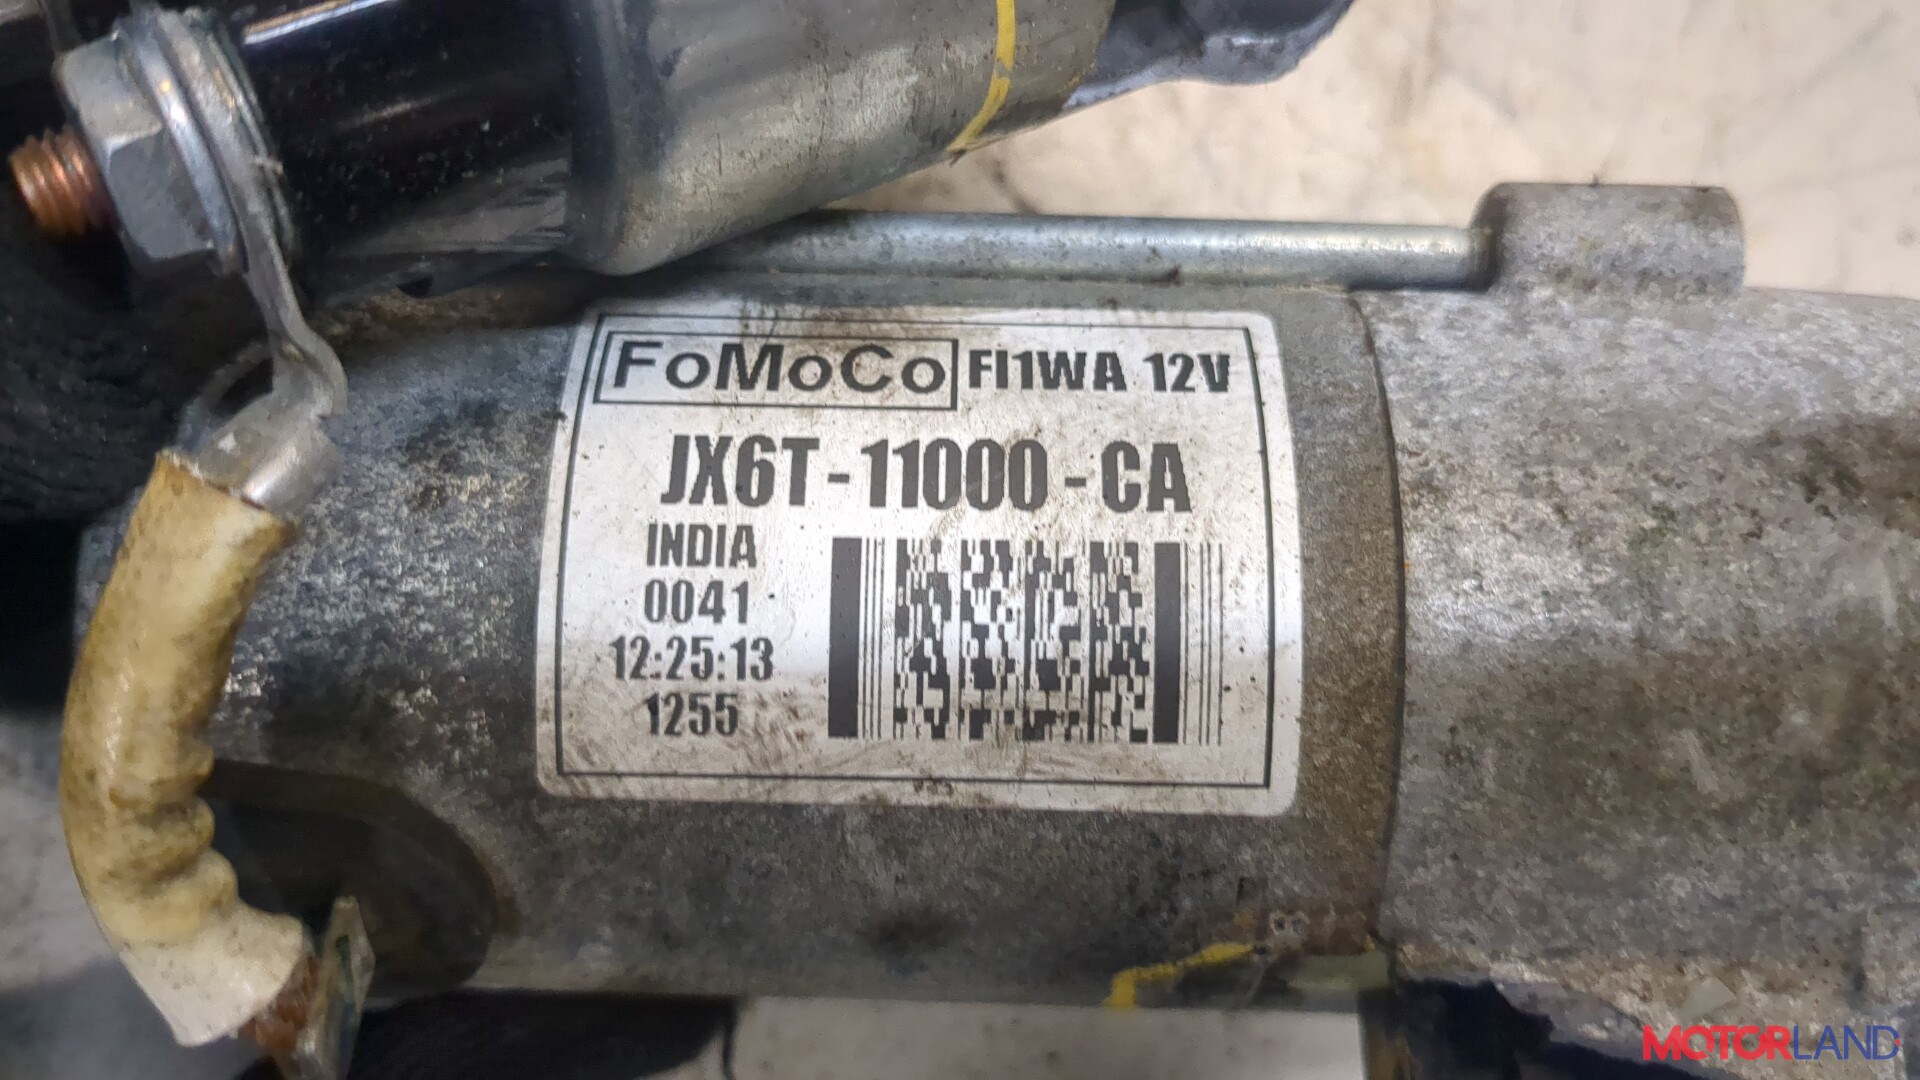 FoMoCo FI1WA 12V
JX6T-11000-CA
INDIA
0041
12:25:13
1255
MOTORLAND